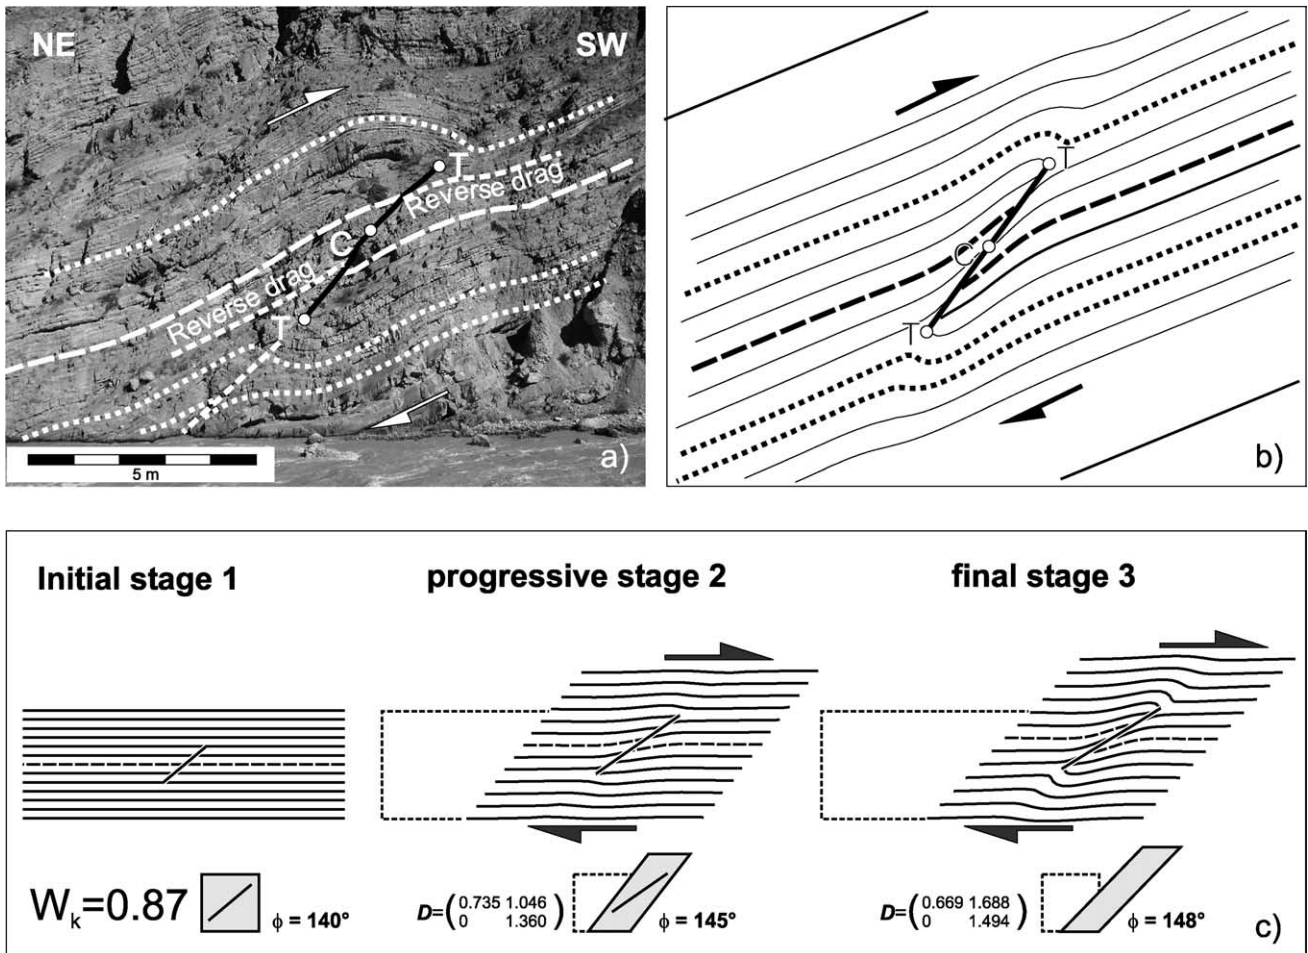 NE
SW
T
Reverse drag
C
Reverse drag
T
5 m
a)
T
C
T
b)
Initial stage 1
progressive stage 2
final stage 3
Wk=0.87
ϕ = 140°
D=(0.735 1.046
0 1.360)
ϕ = 145°
D=(0.669 1.688
0 1.494)
ϕ = 148°
c)